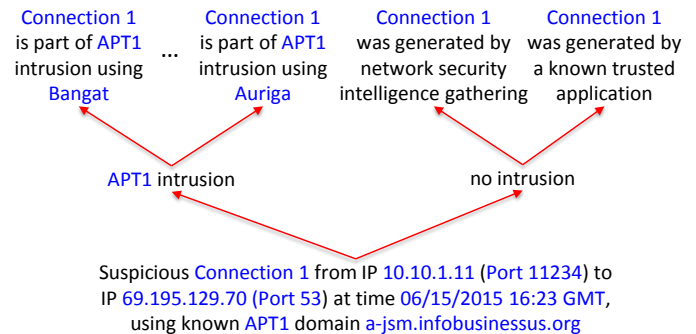 Connection 1
is part of APT1
intrusion using
Bangat
...
Connection 1
is part of APT1
intrusion using
Auriga
Connection 1
was generated by
network security
intelligence gathering
Connection 1
was generated by
a known trusted
application
APT1 intrusion
no intrusion
Suspicious Connection 1 from IP 10.10.1.11 (Port 11234) to
IP 69.195.129.70 (Port 53) at time 06/15/2015 16:23 GMT,
using known APT1 domain a-jsm.infobusinessus.org